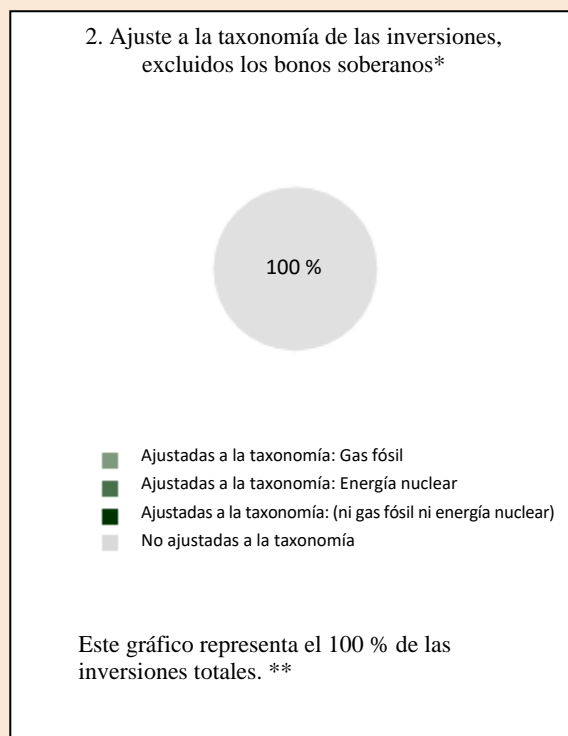 2. Ajuste a la taxonomía de las inversiones,
excluidos los bonos soberanos*
100 %
Ajustadas a la taxonomía: Gas fósil
Ajustadas a la taxonomía: Energía nuclear
Ajustadas a la taxonomía: (ni gas fósil ni energía nuclear)
No ajustadas a la taxonomía
Este gráfico representa el 100 % de las
inversiones totales. **